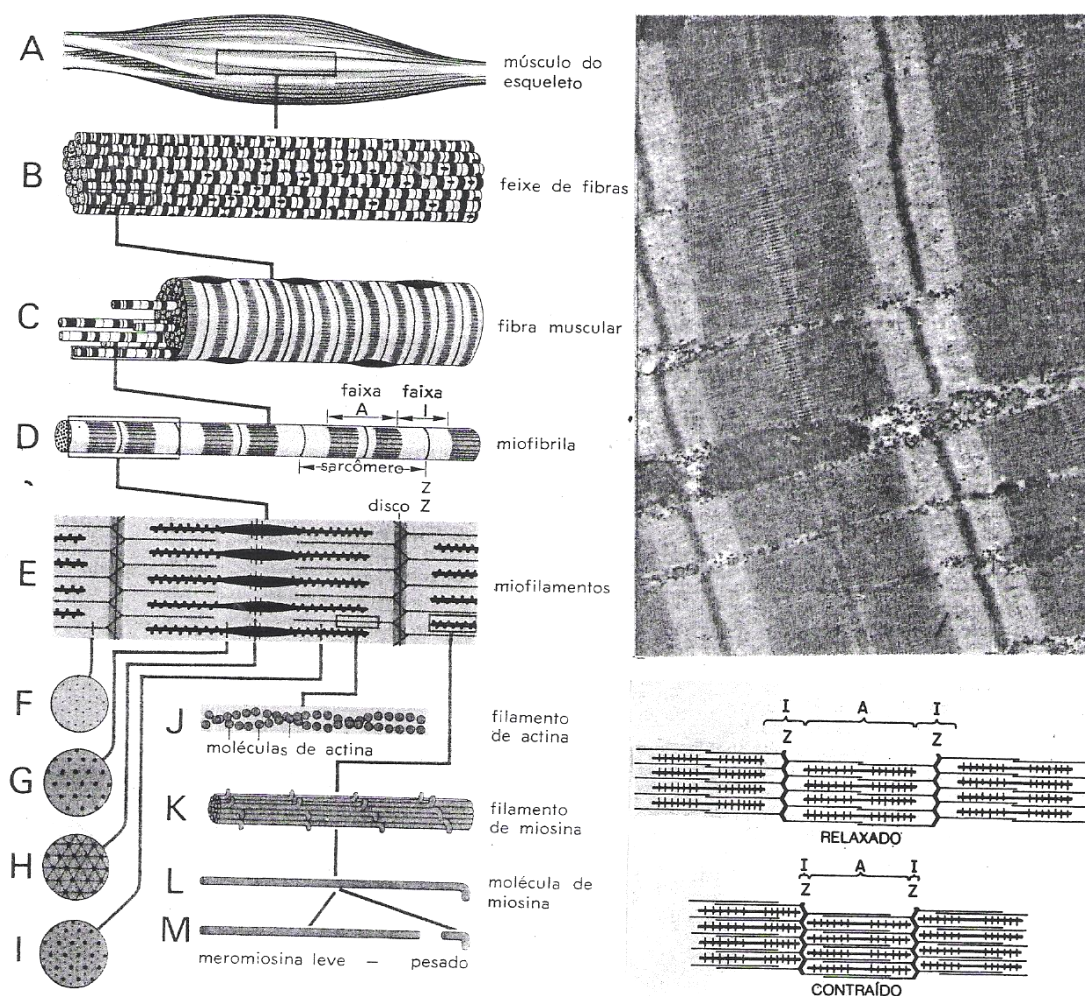 A
músculo do
esqueleto
B
feixe de fibras
C
fibra muscular
faixa
A
faixa
I
D
miofibrila
sarcômero
Z
disco Z
E
miofilamentos
F
G
H
I
J
moléculas de actina
filamento
de actina
K
filamento
de miosina
L
molécula de
miosina
M
meromiosina leve — pesado
I A I
Z Z
RELAXADO
I A I
Z Z
CONTRAÍDO